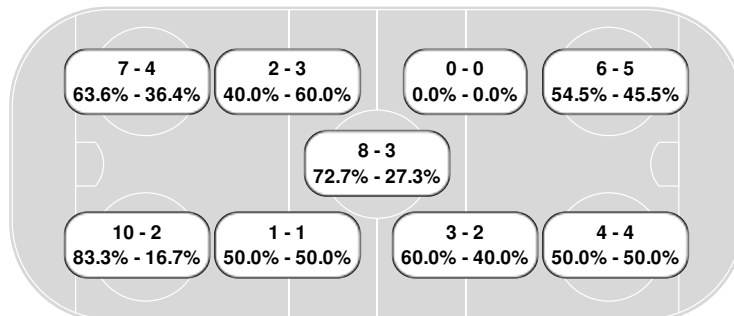 7 - 4
63.6% - 36.4%
2 - 3
40.0% - 60.0%
0 - 0
0.0% - 0.0%
6 - 5
54.5% - 45.5%
8 - 3
72.7% - 27.3%
10 - 2
83.3% - 16.7%
1 - 1
50.0% - 50.0%
3 - 2
60.0% - 40.0%
4 - 4
50.0% - 50.0%